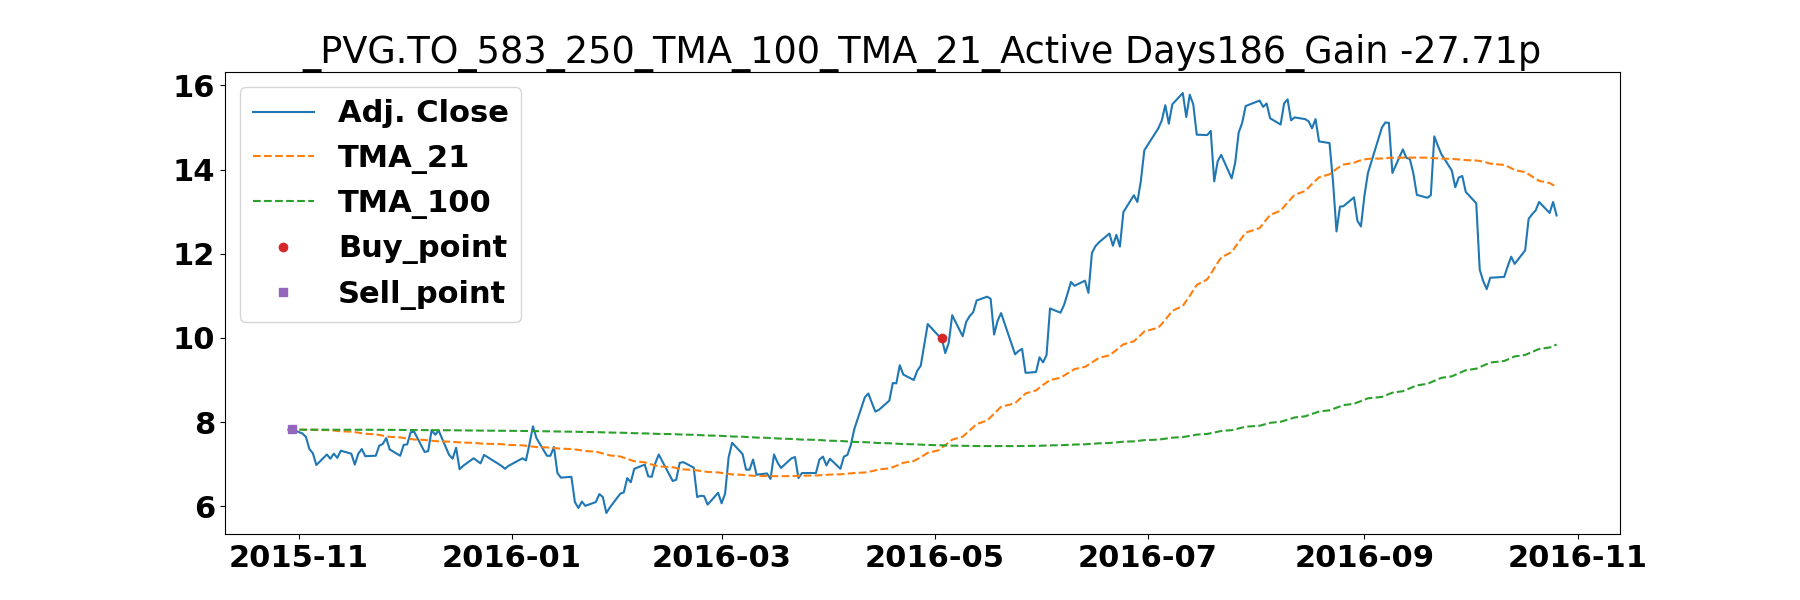 _PVG.TO_583_250_TMA_100_TMA_21_Active Days186_Gain -27.71p
16
14
12
10
8
6
Adj. Close
TMA_21
TMA_100
Buy_point
Sell_point
2015-11 2016-01 2016-03 2016-05 2016-07 2016-09 2016-11